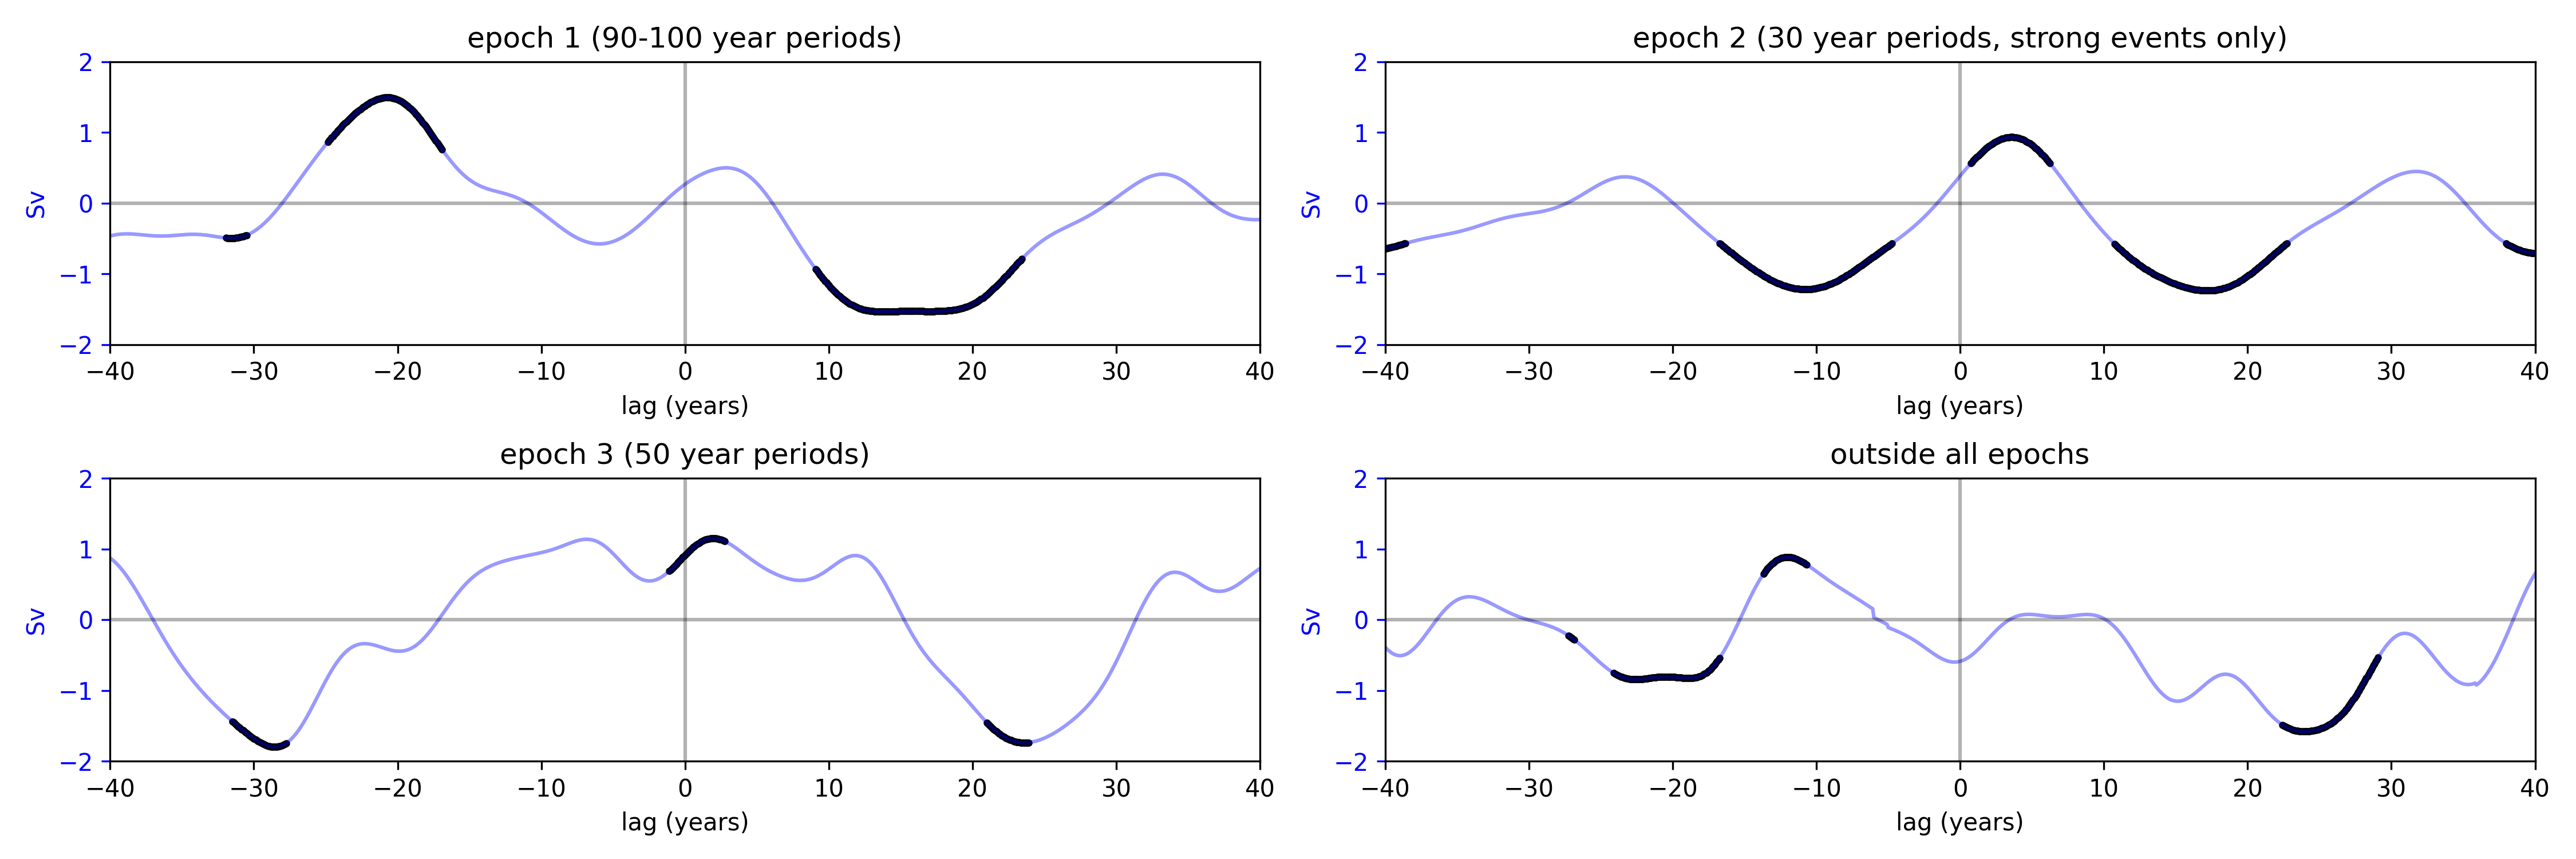 epoch 1 (90-100 year periods)
2
1
0
−1
−2
Sv
−40 −30 −20 −10 0 10 20 30 40
lag (years)
epoch 2 (30 year periods, strong events only)
2
1
0
−1
−2
Sv
−40 −30 −20 −10 0 10 20 30 40
lag (years)
epoch 3 (50 year periods)
2
1
0
−1
−2
Sv
−40 −30 −20 −10 0 10 20 30 40
lag (years)
outside all epochs
2
1
0
−1
−2
Sv
−40 −30 −20 −10 0 10 20 30 40
lag (years)